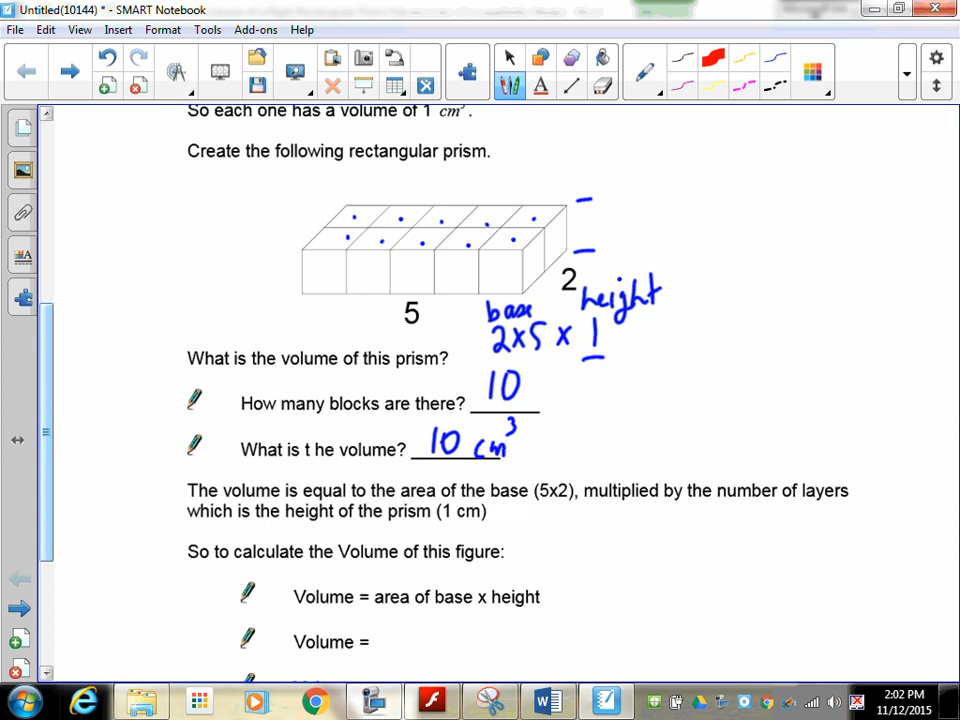 Untitled(10144) * - SMART Notebook
File Edit View Insert Format Tools Add-ons Help
So each one has a volume of 1 cm³.
Create the following rectangular prism.
2
5
height
base
2x5 x 1
What is the volume of this prism?
How many blocks are there? 10
What is t he volume? 10 cm³
The volume is equal to the area of the base (5x2), multiplied by the number of layers
which is the height of the prism (1 cm)
So to calculate the Volume of this figure:
Volume = area of base x height
Volume =
2:02 PM
11/12/2015